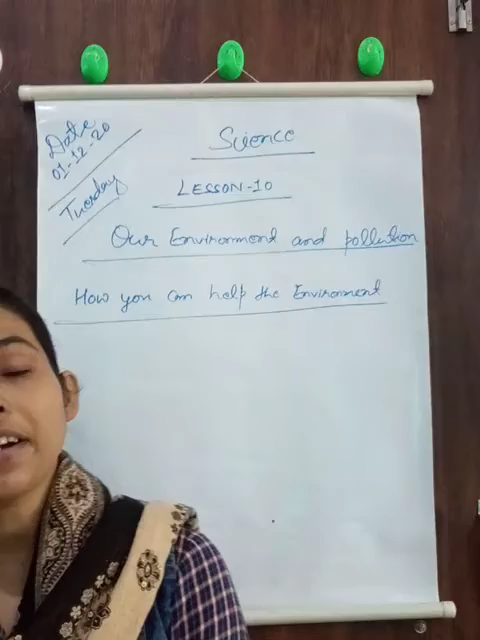 Date
01-12-20
Tuesday
Science
LESSON-10
Our Environment and pollution
How you can help the Environment